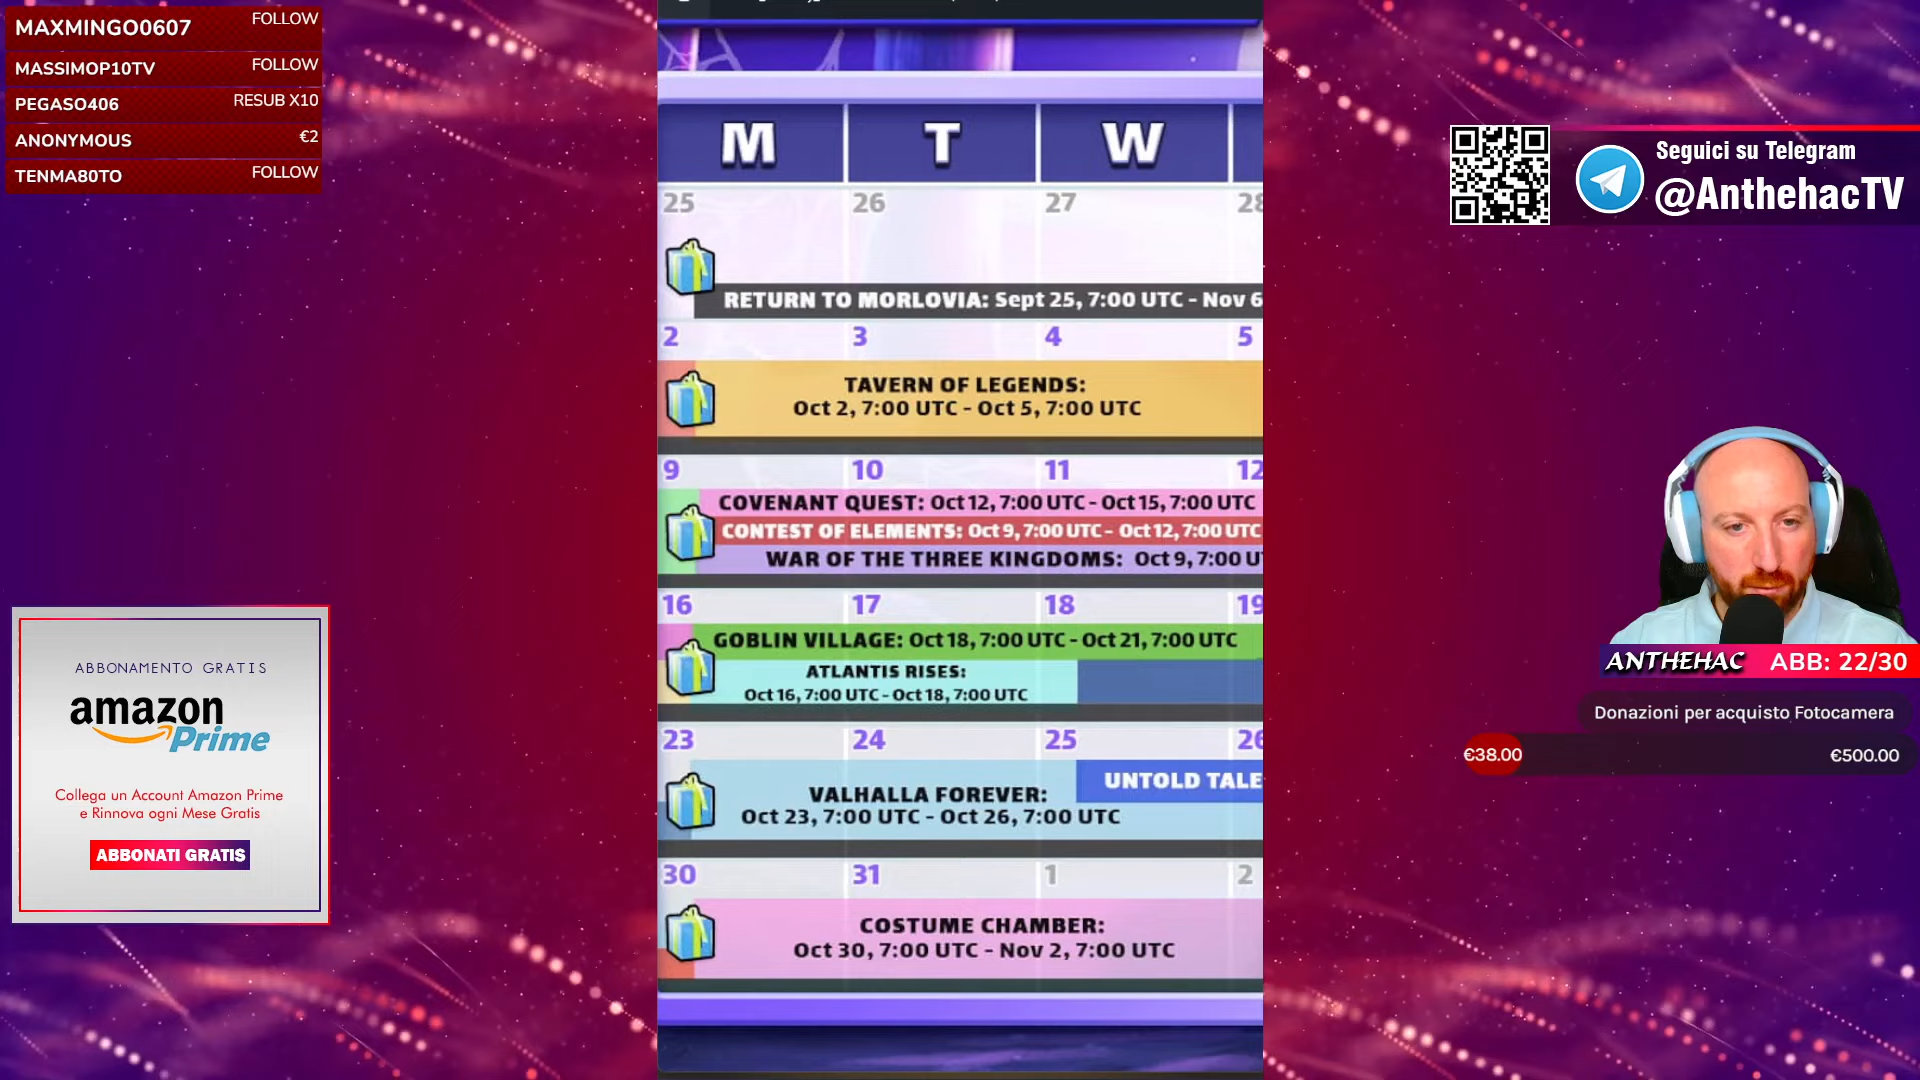 MAXMINGO0607 FOLLOW
MASSIMOP10TV FOLLOW
PEGASO406 RESUB X10
ANONYMOUS €2
TENMA80TO FOLLOW
M T W
25 26 27 28
RETURN TO MORLOVIA: Sept 25, 7:00 UTC - Nov 6
2 3 4 5
TAVERN OF LEGENDS:
Oct 2, 7:00 UTC - Oct 5, 7:00 UTC
9 10 11 12
COVENANT QUEST: Oct 12, 7:00 UTC - Oct 15, 7:00 UTC
CONTEST OF ELEMENTS: Oct 9, 7:00 UTC - Oct 12, 7:00 UTC
WAR OF THE THREE KINGDOMS: Oct 9, 7:00 U
16 17 18 19
GOBLIN VILLAGE: Oct 18, 7:00 UTC - Oct 21, 7:00 UTC
ATLANTIS RISES:
Oct 16, 7:00 UTC - Oct 18, 7:00 UTC
23 24 25 26
UNTOLD TALE
VALHALLA FOREVER:
Oct 23, 7:00 UTC - Oct 26, 7:00 UTC
30 31 1 2
COSTUME CHAMBER:
Oct 30, 7:00 UTC - Nov 2, 7:00 UTC
Seguici su Telegram
@AnthehacTV
ANTHEHAC ABB: 22/30
Donazioni per acquisto Fotocamera
€38.00 €500.00
ABBONAMENTO GRATIS
amazon
Prime
Collega un Account Amazon Prime
e Rinnova ogni Mese Gratis
ABBONATI GRATIS